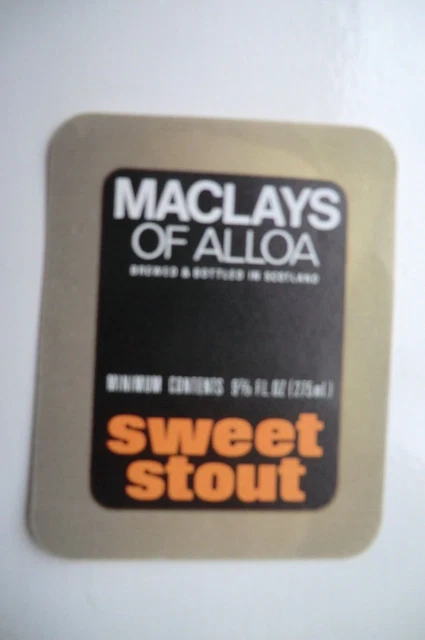 MACLAYS
OF ALLOA
BREWED & BOTTLED IN SCOTLAND
MINIMUM CONTENTS 9⅔ FL.OZ (275ml)
sweet
stout